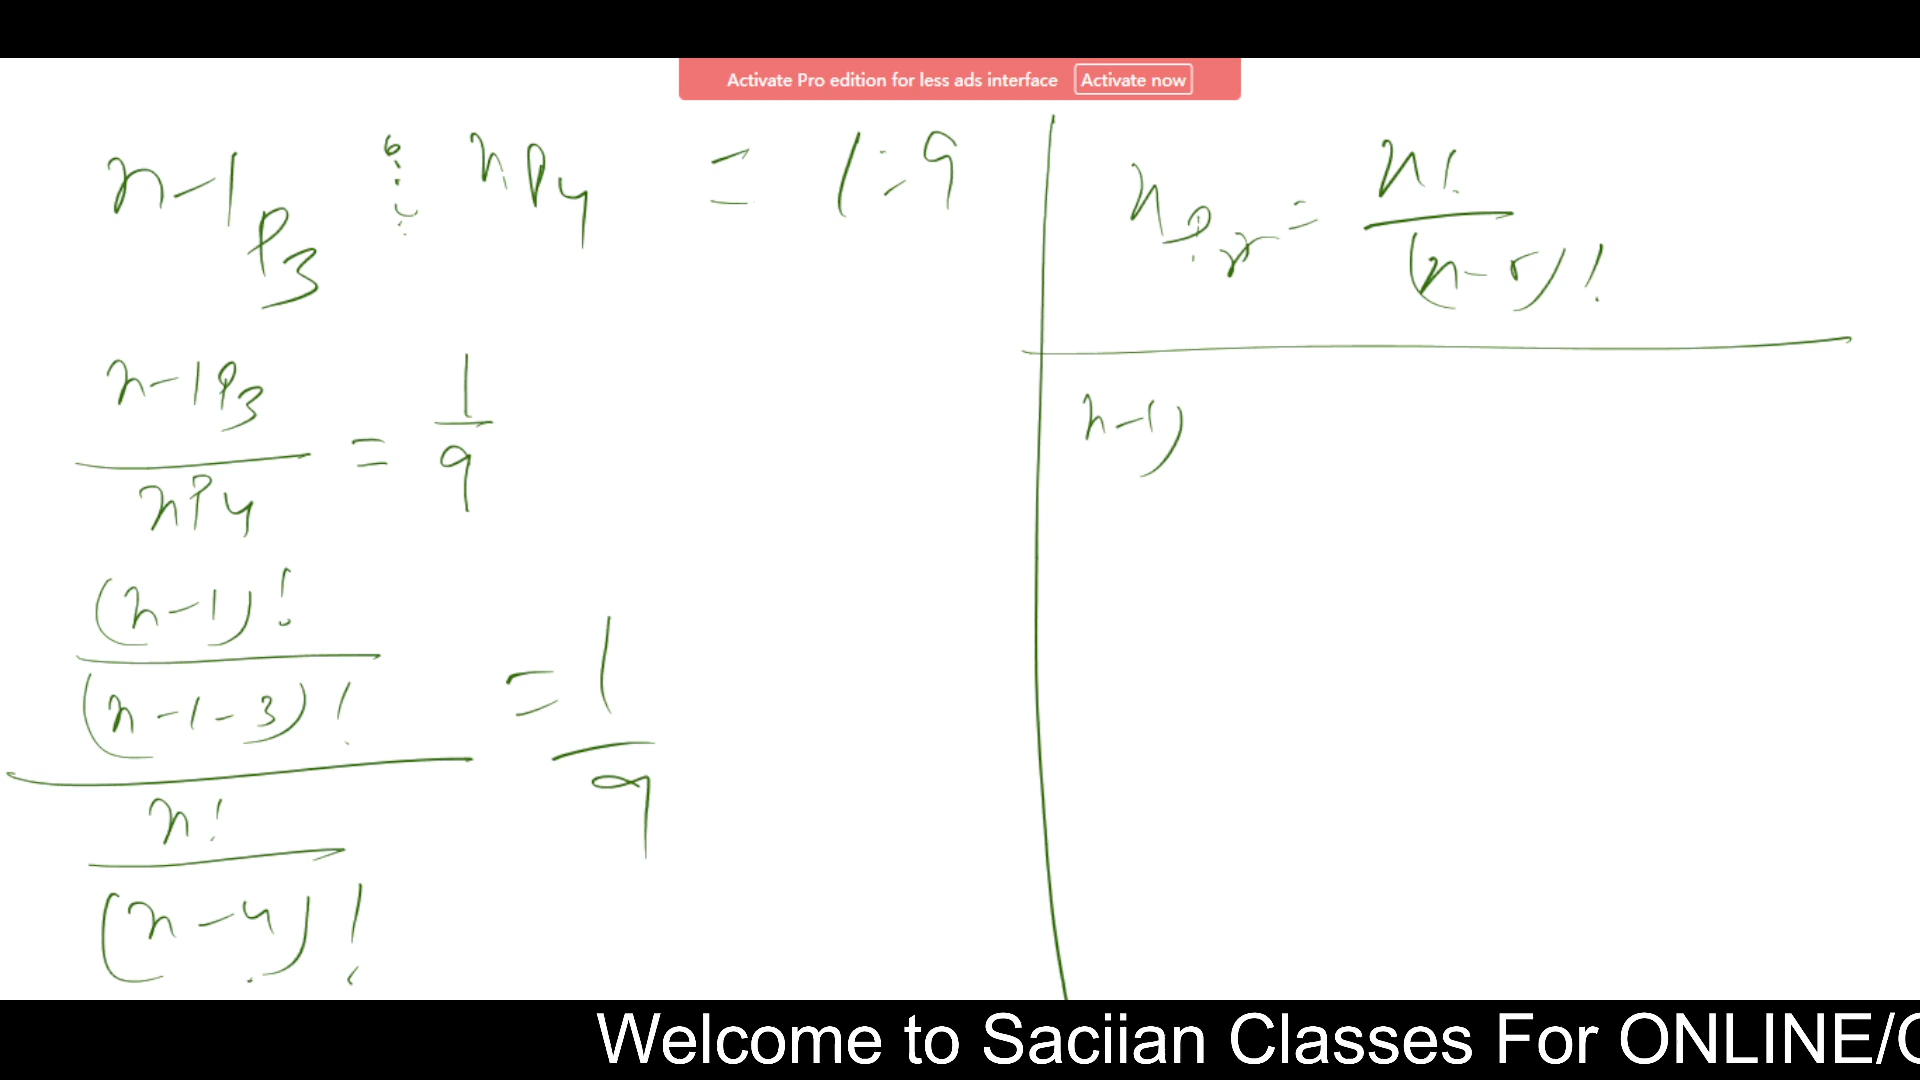 Activate Pro edition for less ads interface Activate now
n-1P3 : nP4 = 1:9
n-1P3 / nP4 = 1/9
(n-1)! / (n-1-3)!
n! / (n-4)!
= 1/9
nPr = n! / (n-r)!
n-1)
Welcome to Saciian Classes For ONLINE/